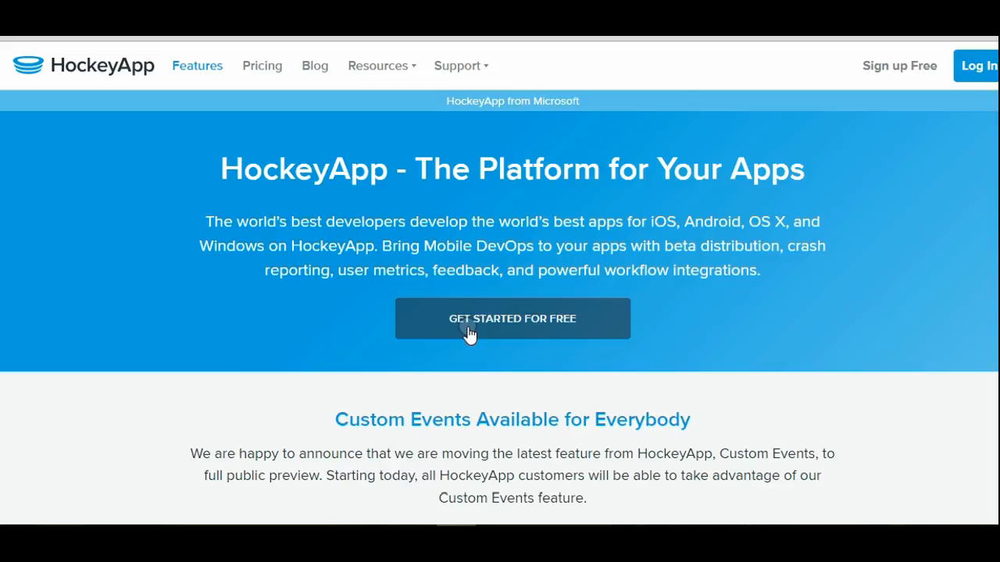 HockeyApp Features Pricing Blog Resources Support Sign up Free Log In
HockeyApp from Microsoft
HockeyApp - The Platform for Your Apps
The world's best developers develop the world's best apps for iOS, Android, OS X, and
Windows on HockeyApp. Bring Mobile DevOps to your apps with beta distribution, crash
reporting, user metrics, feedback, and powerful workflow integrations.
GET STARTED FOR FREE
Custom Events Available for Everybody
We are happy to announce that we are moving the latest feature from HockeyApp, Custom Events, to
full public preview. Starting today, all HockeyApp customers will be able to take advantage of our
Custom Events feature.